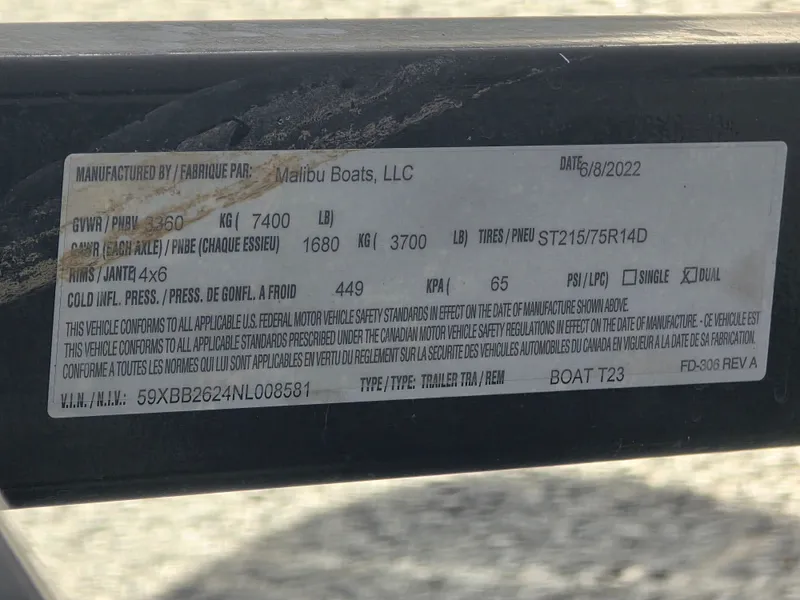 MANUFACTURED BY / FABRIQUE PAR: Malibu Boats, LLC DATE 6/8/2022
GVWR / PNBV 3360 KG ( 7400 LB)
GAWR (EACH AXLE) / PNBE (CHAQUE ESSIEU) 1680 KG ( 3700 LB) TIRES / PNEU ST215/75R14D
RIMS / JANTE 14x6
COLD INFL. PRESS. / PRESS. DE GONFL. A FROID 449 KPA ( 65 PSI / LPC) ☐ SINGLE ☒ DUAL
THIS VEHICLE CONFORMS TO ALL APPLICABLE U.S. FEDERAL MOTOR VEHICLE SAFETY STANDARDS IN EFFECT ON THE DATE OF MANUFACTURE SHOWN ABOVE.
THIS VEHICLE CONFORMS TO ALL APPLICABLE STANDARDS PRESCRIBED UNDER THE CANADIAN MOTOR VEHICLE SAFETY REGULATIONS IN EFFECT ON THE DATE OF MANUFACTURE. - CE VEHICULE EST
CONFORME A TOUTES LES NORMES QUI LUI SONT APPLICABLES EN VERTU DU REGLEMENT SUR LA SECURITE DES VEHICULES AUTOMOBILES DU CANADA EN VIGUEUR A LA DATE DE SA FABRICATION.
V.I.N. / N.I.V.: 59XBB2624NL008581 TYPE / TYPE: TRAILER TRA / REM BOAT T23 FD-306 REV A